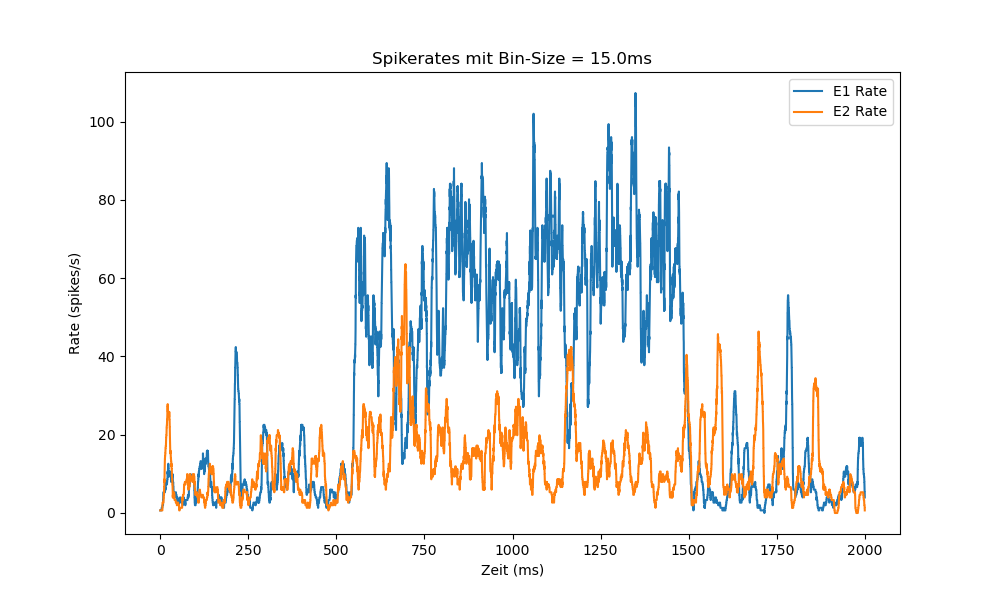 Spikerates mit Bin-Size = 15.0ms
E1 Rate
E2 Rate
Rate (spikes/s)
100
80
60
40
20
0
0 250 500 750 1000 1250 1500 1750 2000
Zeit (ms)